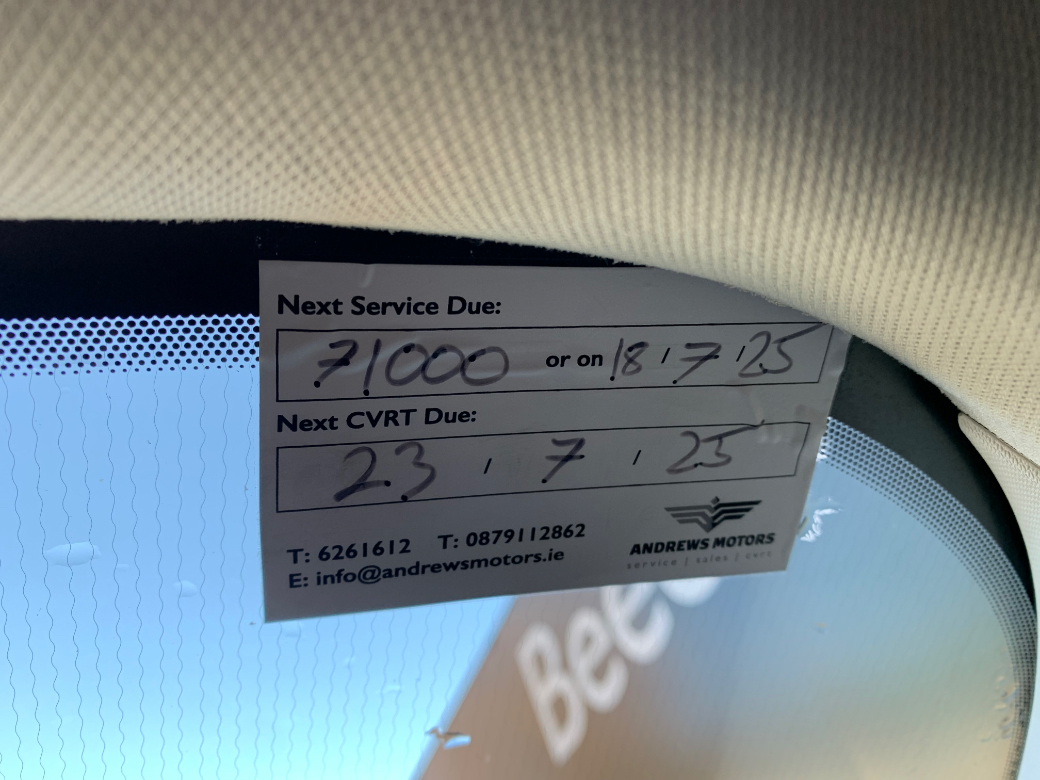 Next Service Due:
71000 or on 18 / 7 / 25
Next CVRT Due:
23 / 7 / 25
T: 6261612 T: 0879112862
E: info@andrewsmotors.ie
ANDREWS MOTORS
service | sales | cvrt